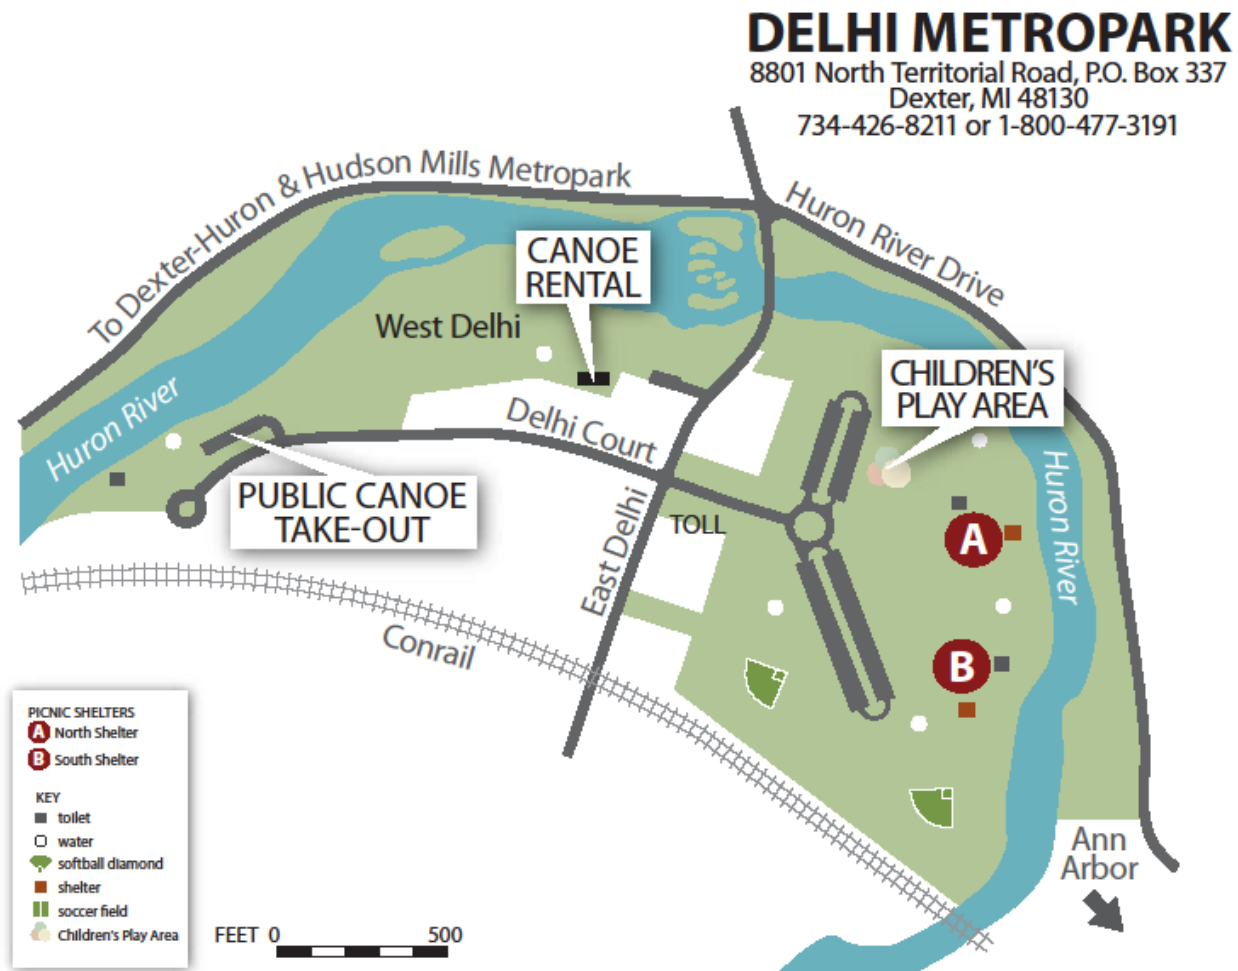 DELHI METROPARK
8801 North Territorial Road, P.O. Box 337
Dexter, MI 48130
734-426-8211 or 1-800-477-3191
To Dexter-Huron & Hudson Mills Metropark
Huron River Drive
CANOE
RENTAL
West Delhi
CHILDREN'S
PLAY AREA
Huron River
Delhi Court
Huron River
PUBLIC CANOE
TAKE-OUT
TOLL
East Delhi
A
Conrail
B
PICNIC SHELTERS
A North Shelter
B South Shelter
KEY
toilet
water
softball diamond
shelter
soccer field
Children's Play Area
FEET 0 500
Ann
Arbor